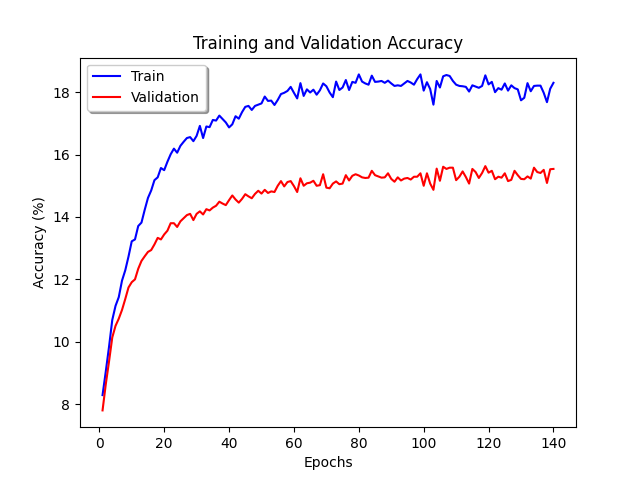 Training and Validation Accuracy
Train
Validation
Accuracy (%)
18
16
14
12
10
8
0 20 40 60 80 100 120 140
Epochs